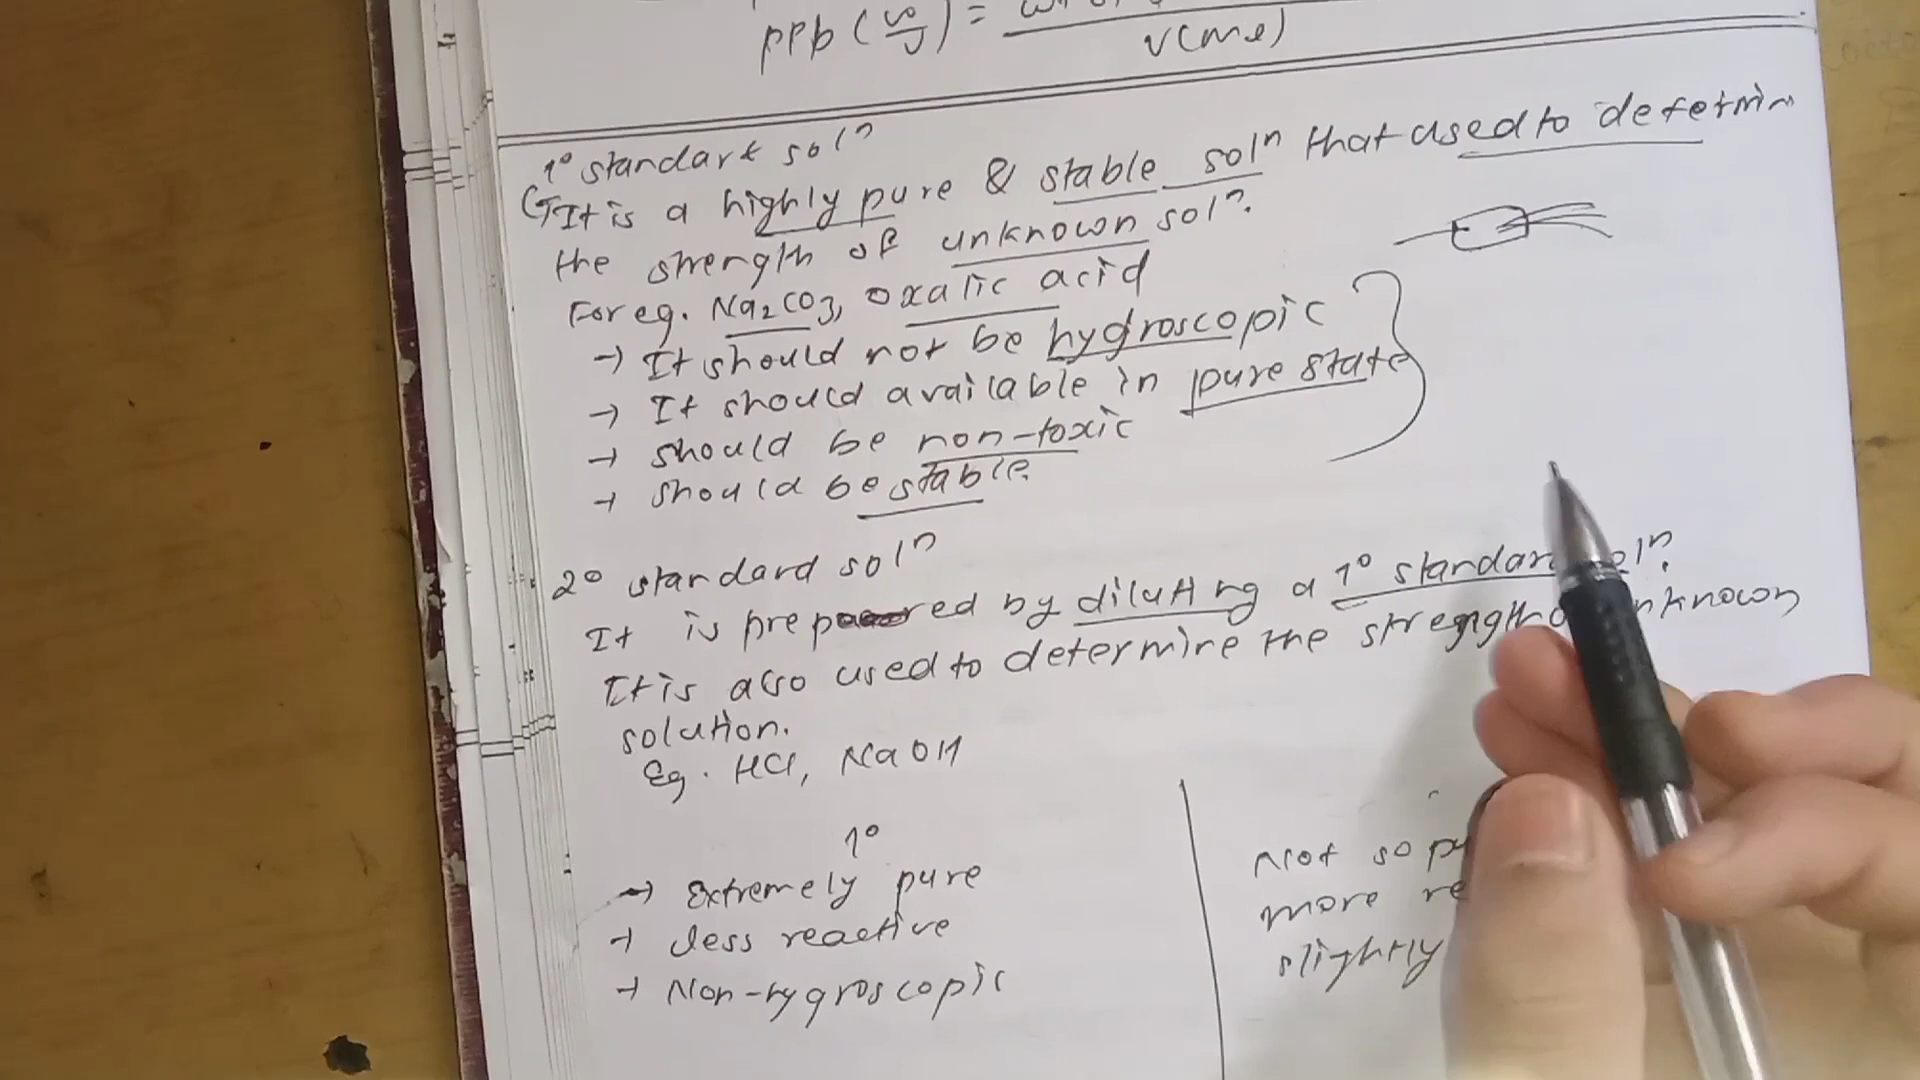 ppb (w/v) =
v(ml)
1° standart solⁿ
It is a highly pure & stable solⁿ that used to determin
the strength of unknown solⁿ.
For eg. Na₂CO₃, oxalic acid
→ It should not be hygroscopic
→ It should available in pure state
→ should be non-toxic
→ should be stable.
2° standard solⁿ
It is prepared by diluting a 1° standard solⁿ.
It is also used to determine the strength unknown
solution.
Eg. HCl, NaOH
1°
→ Extremely pure
→ less reactive
→ Non-hygroscopic
Not so
more
slightly